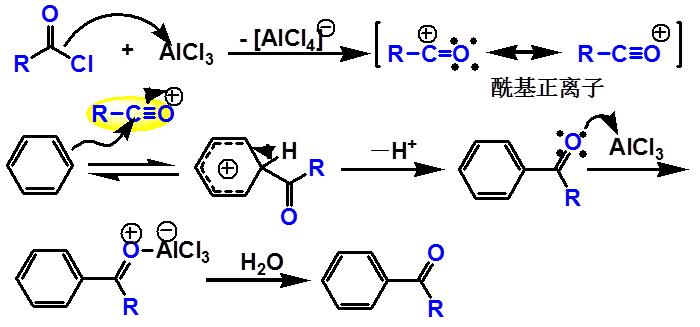 O
R Cl + AlCl3 - [AlCl4]⊖ [ R–C⊕=O ↔ R–C≡O⊕ ]
酰基正离子
R–C≡O⊕
⊕ H R O —H+ O R AlCl3
O⊕–AlCl3⊖ R H2O O R